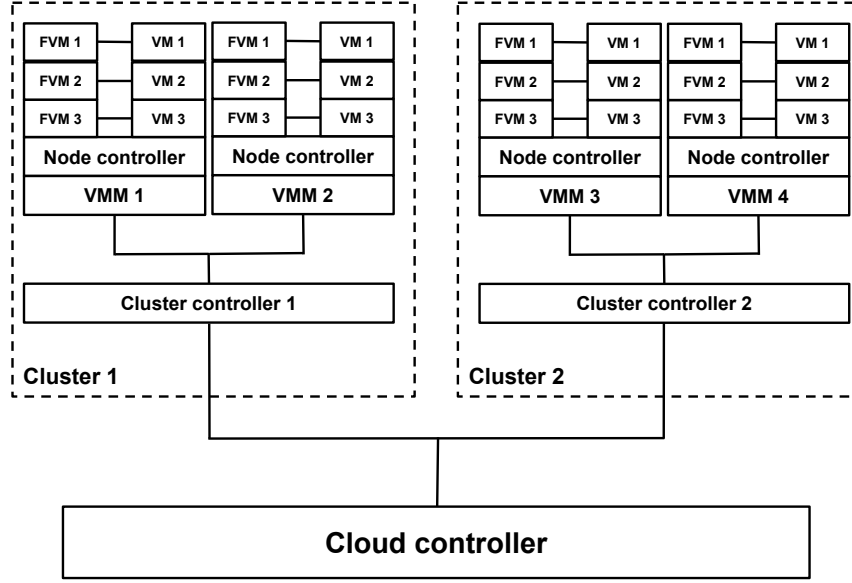 FVM 1 VM 1 FVM 1 VM 1 FVM 1 VM 1 FVM 1 VM 1
FVM 2 VM 2 FVM 2 VM 2 FVM 2 VM 2 FVM 2 VM 2
FVM 3 VM 3 FVM 3 VM 3 FVM 3 VM 3 FVM 3 VM 3
Node controller Node controller Node controller Node controller
VMM 1 VMM 2 VMM 3 VMM 4
Cluster controller 1 Cluster controller 2
Cluster 1 Cluster 2
Cloud controller